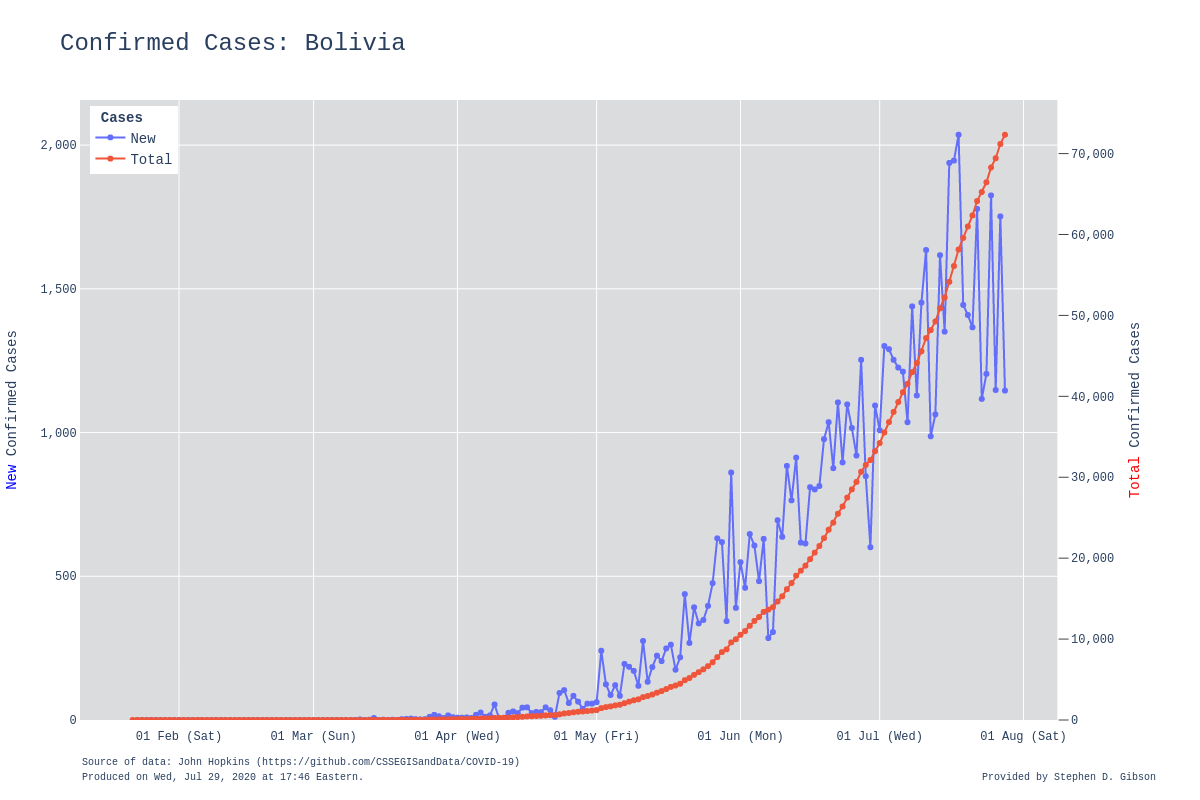 Confirmed Cases: Bolivia
Cases
New
Total
2,000
1,500
1,000
500
0
New Confirmed Cases
70,000
60,000
50,000
40,000
30,000
20,000
10,000
0
Total Confirmed Cases
01 Feb (Sat) 01 Mar (Sun) 01 Apr (Wed) 01 May (Fri) 01 Jun (Mon) 01 Jul (Wed) 01 Aug (Sat)
Source of data: John Hopkins (https://github.com/CSSEGISandData/COVID-19)
Produced on Wed, Jul 29, 2020 at 17:46 Eastern.
Provided by Stephen D. Gibson